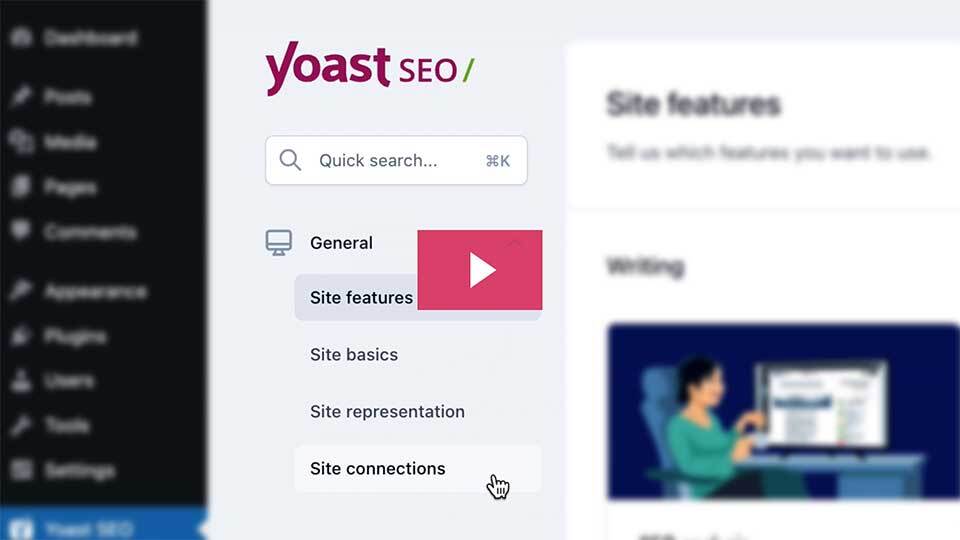 Dashboard
Posts
Media
Pages
Comments
Appearance
Plugins
Users
Tools
Settings
Yoast SEO
yoast SEO/
Quick search... ⌘K
General
Site features
Site basics
Site representation
Site connections
Site features
Tell us which features you want to use.
Writing